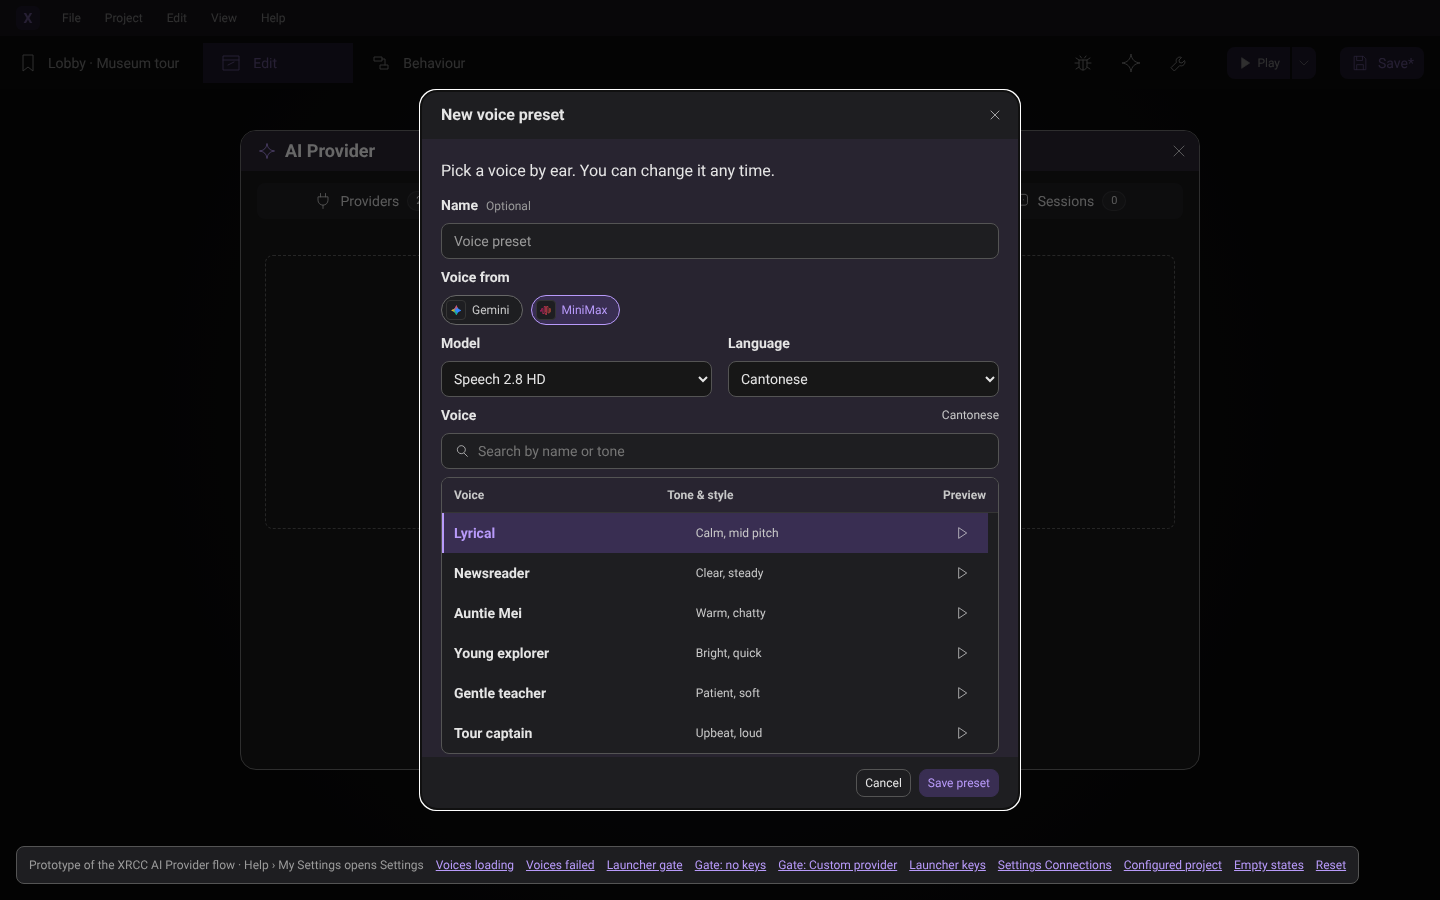 X File Project Edit View Help
Lobby · Museum tour Edit Behaviour Play Save*
New voice preset
AI Provider
Pick a voice by ear. You can change it any time.
Providers Sessions 0
Name Optional
Voice preset
Voice from
Gemini MiniMax
Model Language
Speech 2.8 HD Cantonese
Voice Cantonese
Search by name or tone
Voice Tone & style Preview
Lyrical Calm, mid pitch
Newsreader Clear, steady
Auntie Mei Warm, chatty
Young explorer Bright, quick
Gentle teacher Patient, soft
Tour captain Upbeat, loud
Cancel Save preset
Prototype of the XRCC AI Provider flow · Help › My Settings opens Settings Voices loading Voices failed Launcher gate Gate: no keys Gate: Custom provider Launcher keys Settings Connections Configured project Empty states Reset